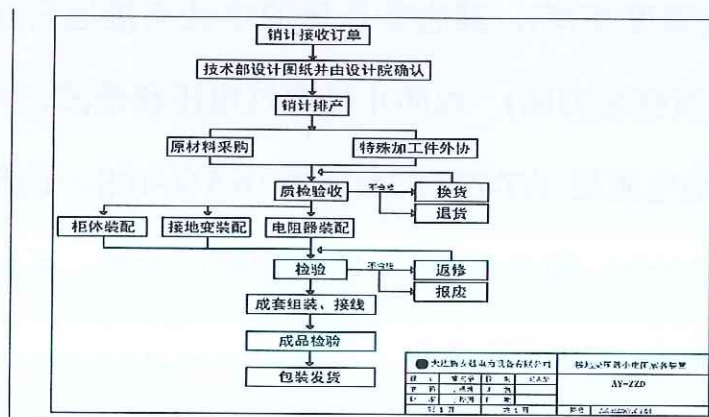 销计接收订单
技术部设计图纸并由设计院确认
销计排产
原材料采购
特殊加工件外协
质检验收
不合格
换货
退货
柜体装配
接地变装配
电阻器装配
检验
不合格
返修
报废
成套组装、接线
成品检验
包装发货
AY-ZZD